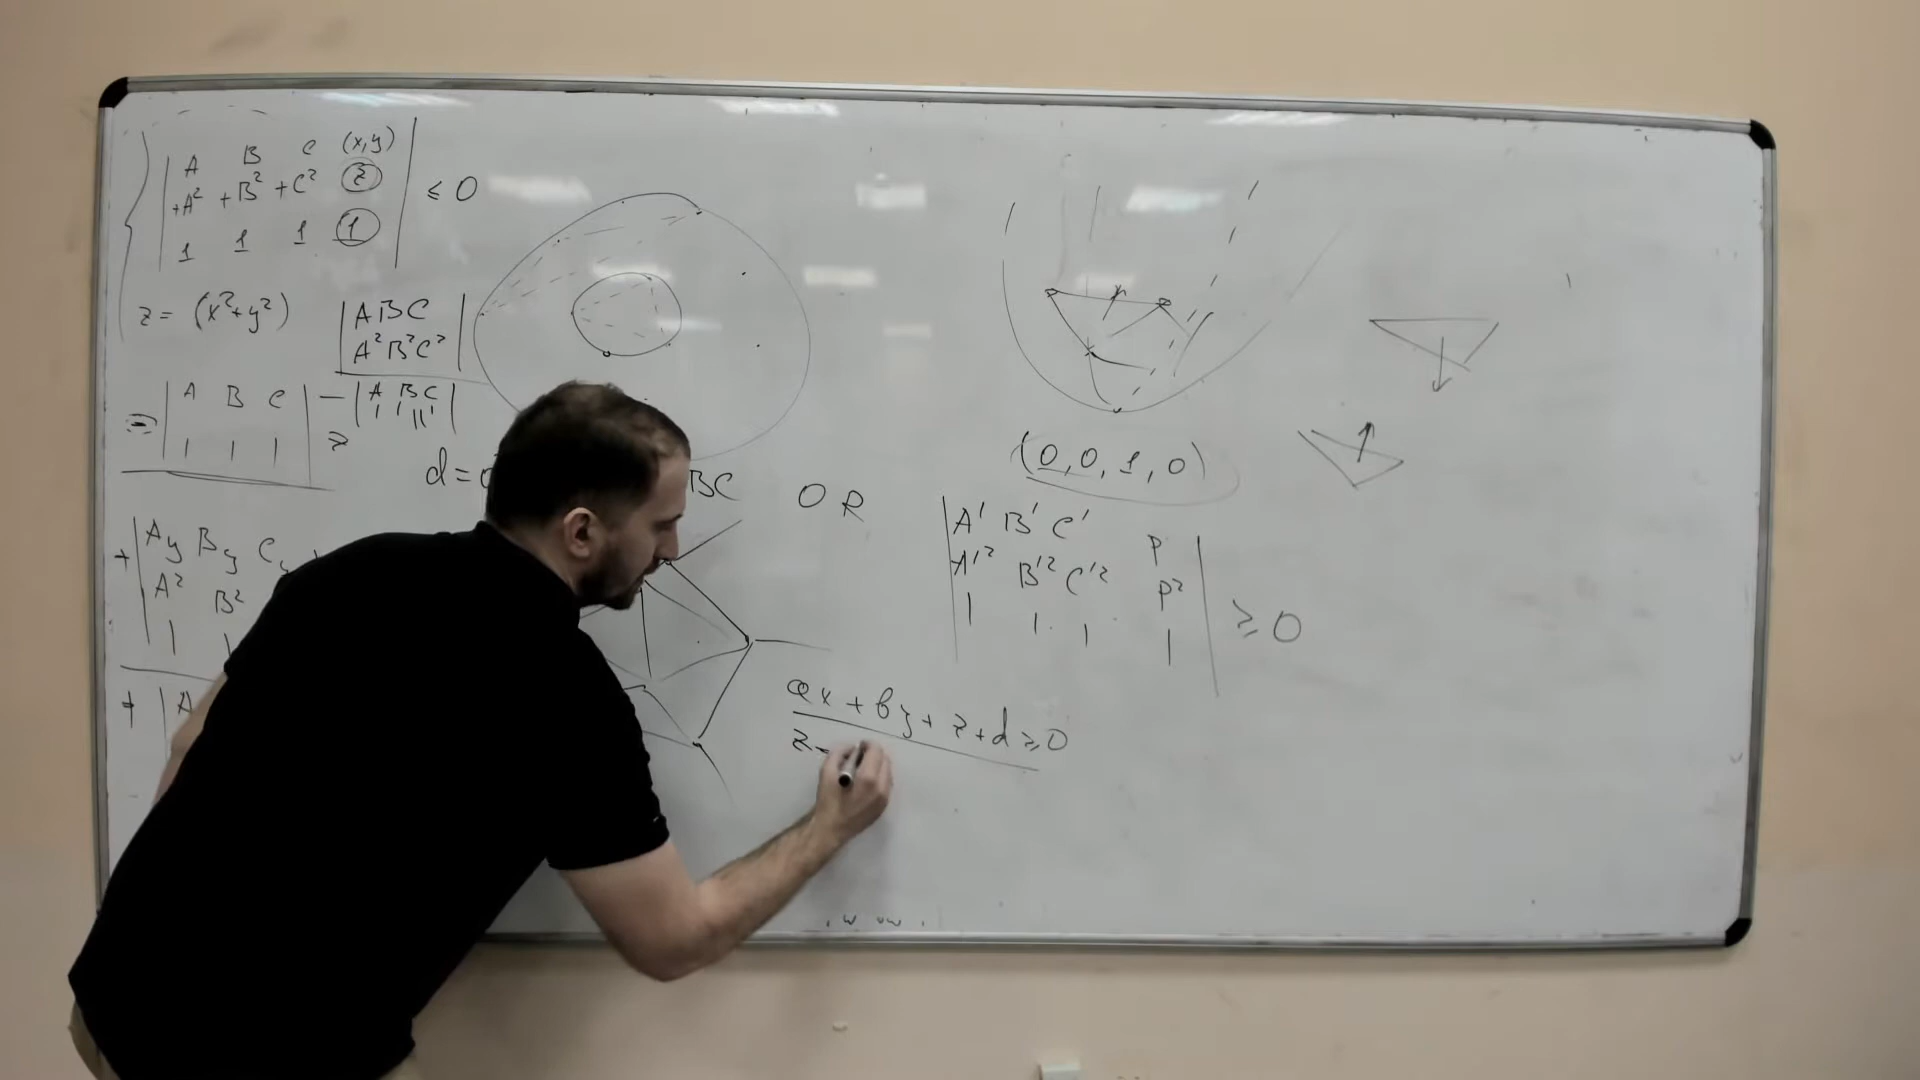 A B C (x,y)
+A² +B² +C² z
1 1 1 1
≤ 0
z = (x²+y²)
A B C
A² B² C²
= A B C
1 1 1
− A B C
1 1 1
≥
d =
BC
OR
+ Ay By Cy
A² B²
1 1
+ A
(0,0,1,0)
A' B' C' P
A'² B'² C'² P²
1 1 1 1
≥ 0
ax + by + z + d ≥ 0
z -